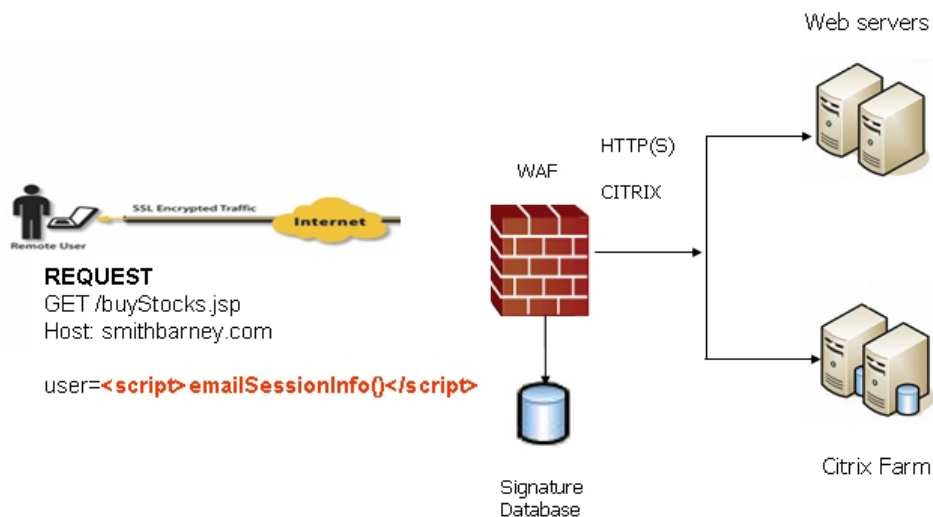 Web servers
HTTP(S)
WAF
CITRIX
SSL Encrypted Traffic
Internet
Remote User
REQUEST
GET /buyStocks.jsp
Host: smithbarney.com
user=<script>emailSessionInfo()</script>
Citrix Farm
Signature
Database